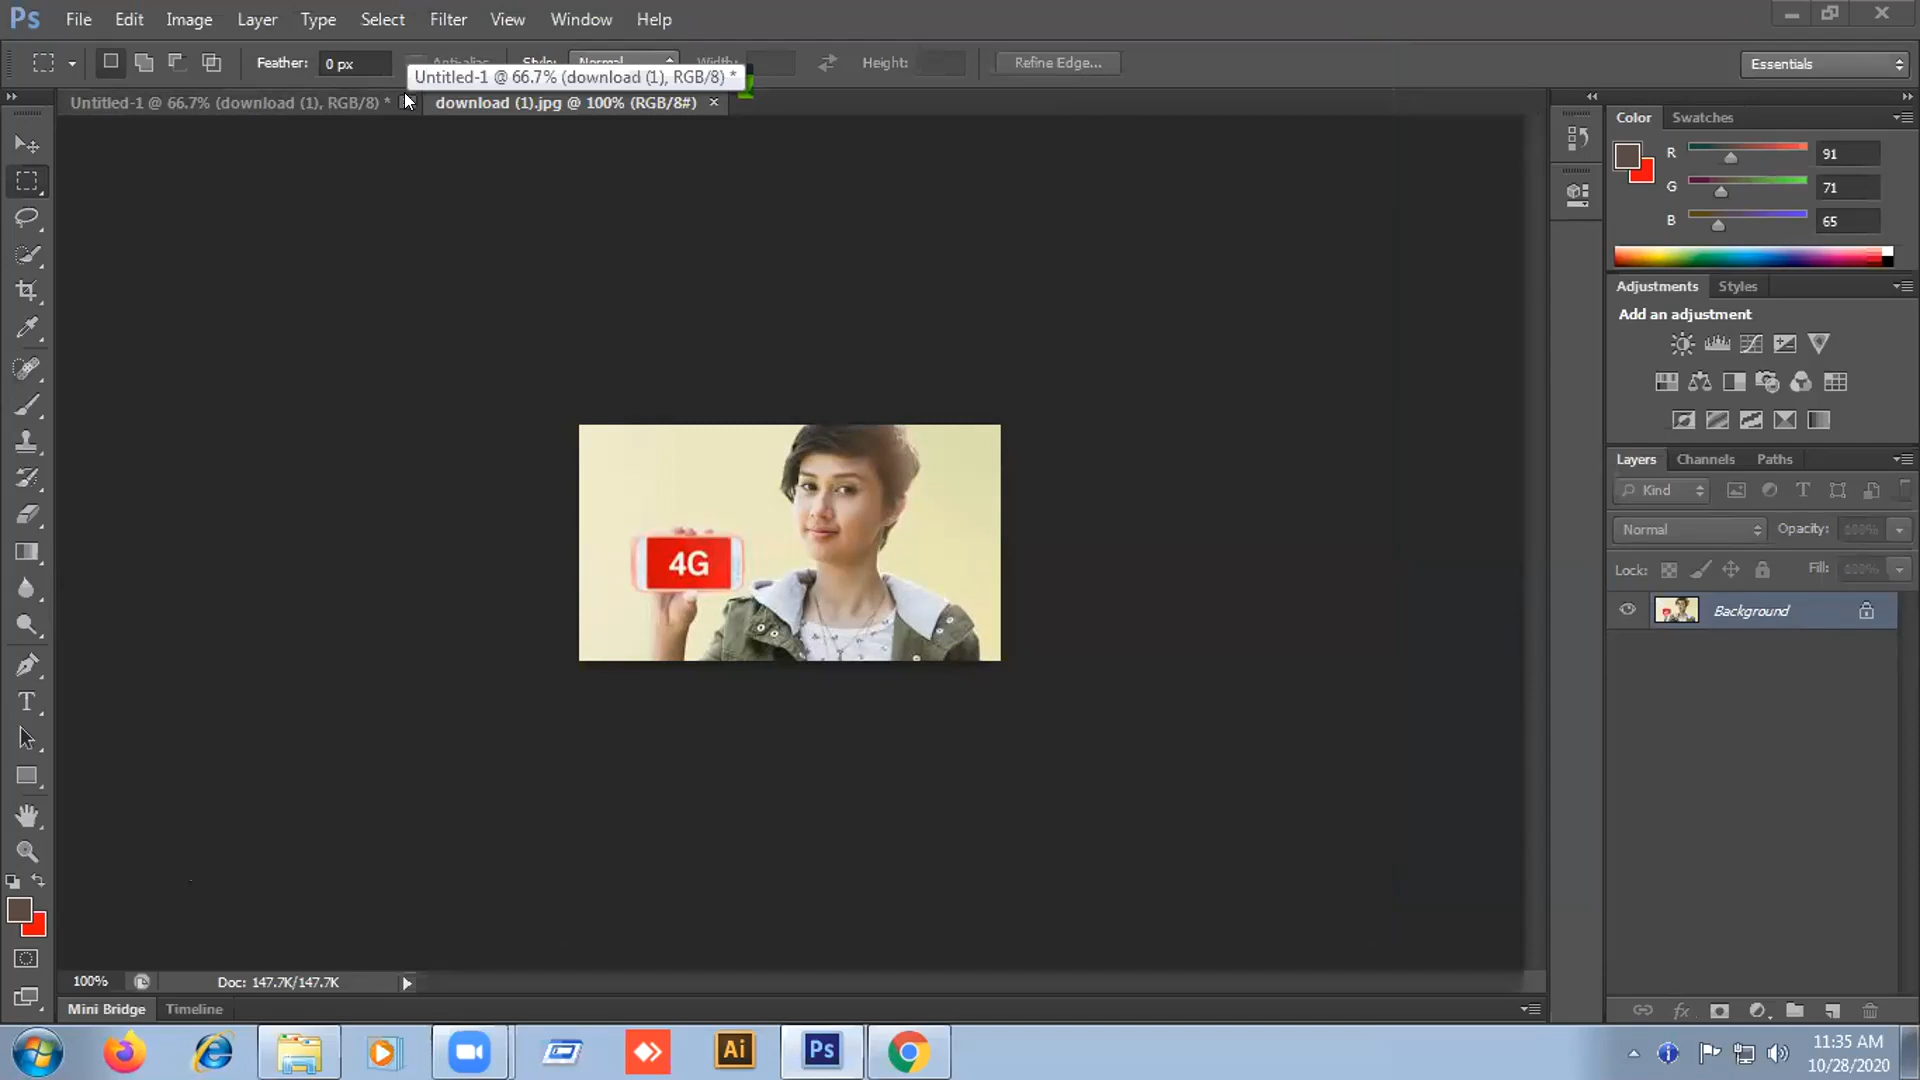 Ps File Edit Image Layer Type Select Filter View Window Help
Feather: 0 px Style: Normal Width: Height: Refine Edge... Essentials
Untitled-1 @ 66.7% (download (1), RGB/8) *
Untitled-1 @ 66.7% (download (1), RGB/8) * download (1).jpg @ 100% (RGB/8#) ×
Color Swatches
R 91
G 71
B 65
Adjustments Styles
Add an adjustment
Layers Channels Paths
Kind
Normal Opacity:
Lock: Fill:
Background
4G
100% Doc: 147.7K/147.7K
Mini Bridge Timeline
Ai Ps
11:35 AM
10/28/2020